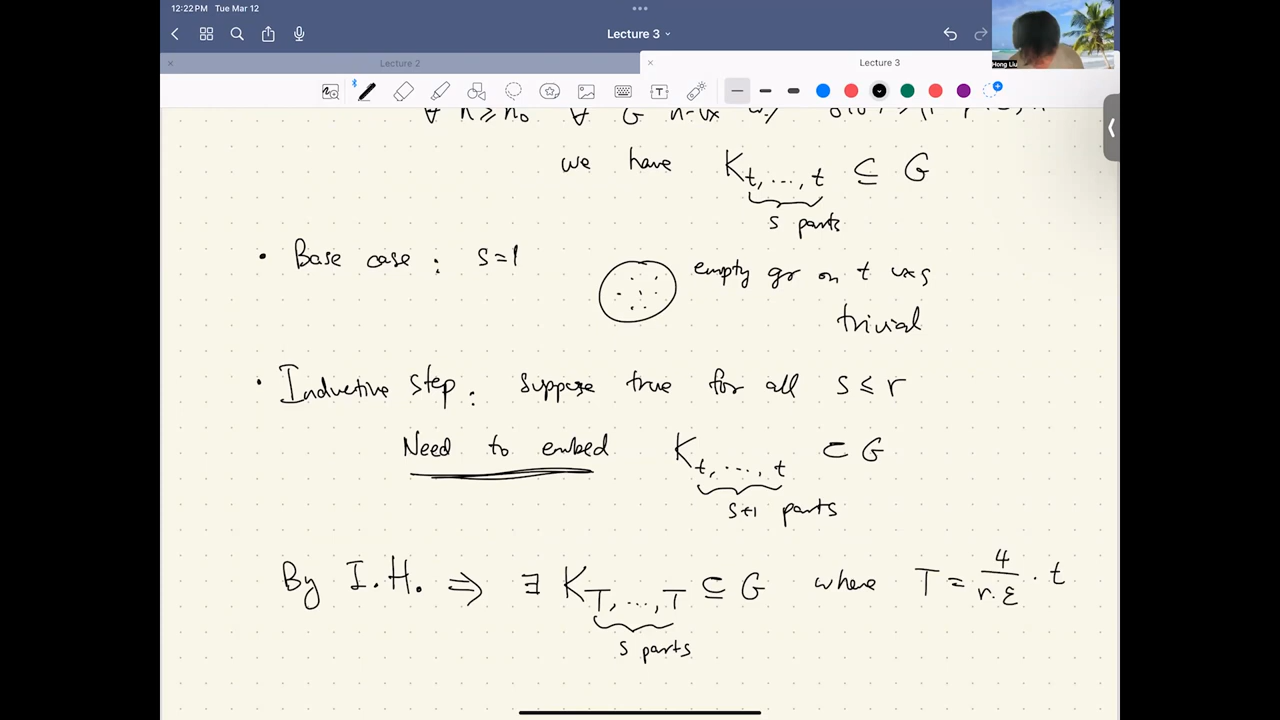 12:22 PM Tue Mar 12
Lecture 3
Lecture 2
Lecture 3
Hong Liu
∀ n ≥ n₀ ∀ G n-vx w/
we have K_{t, ..., t} ⊆ G
s parts
• Base case : s=1
empty gr on t vxs
trivial
• Inductive step : suppose true for all s ≤ r
Need to embed K_{t, ..., t} ⊂ G
s+1 parts
By I.H. ⇒ ∃ K_{T, ..., T} ⊆ G where T = 4/(r.ε) · t
s parts